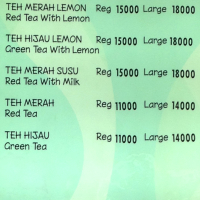 TEH MERAH LEMON Reg 15000 Large 18000
Red Tea With Lemon
TEH HIJAU LEMON Reg 15000 Large 18000
Green Tea With Lemon
TEH MERAH SUSU Reg 15000 Large 18000
Red Tea With Milk
TEH MERAH Reg 11000 Large 14000
Red Tea
TEH HIJAU Reg 11000 Large 14000
Green Tea